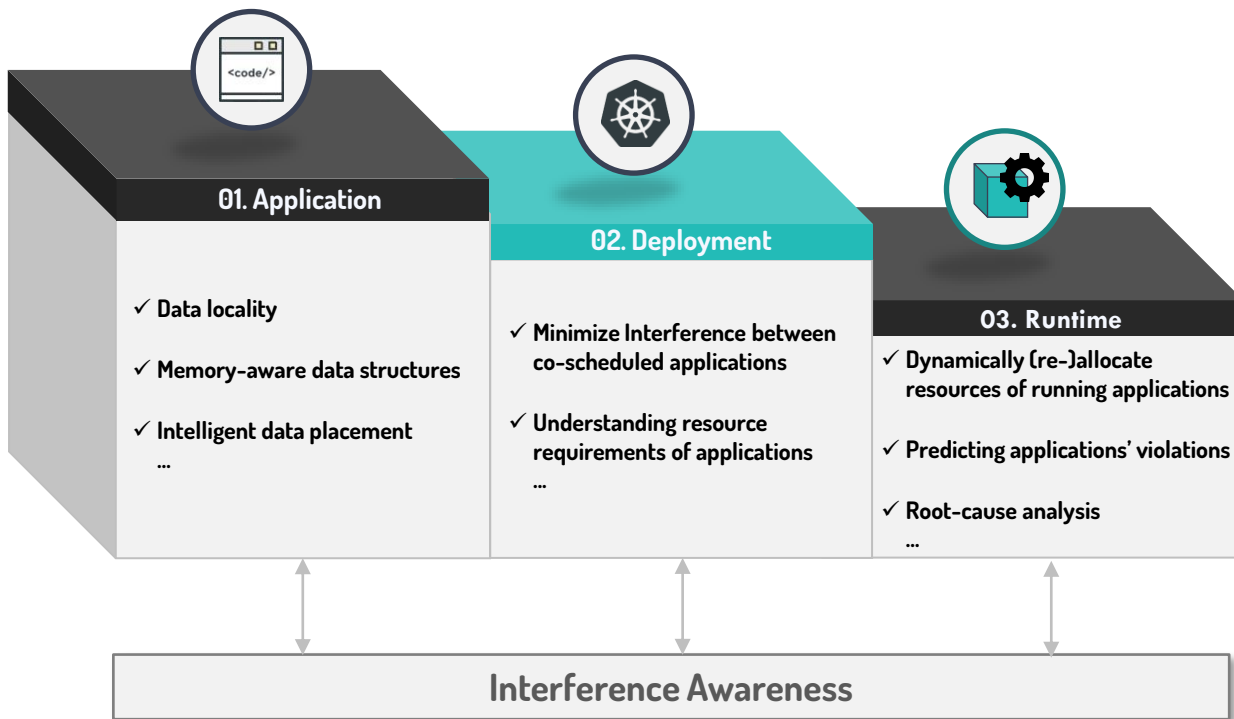 <code/>
01. Application
✓ Data locality
✓ Memory-aware data structures
✓ Intelligent data placement
...
02. Deployment
✓ Minimize Interference between
co-scheduled applications
✓ Understanding resource
requirements of applications
...
03. Runtime
✓ Dynamically (re-)allocate
resources of running applications
✓ Predicting applications’ violations
✓ Root-cause analysis
...
Interference Awareness